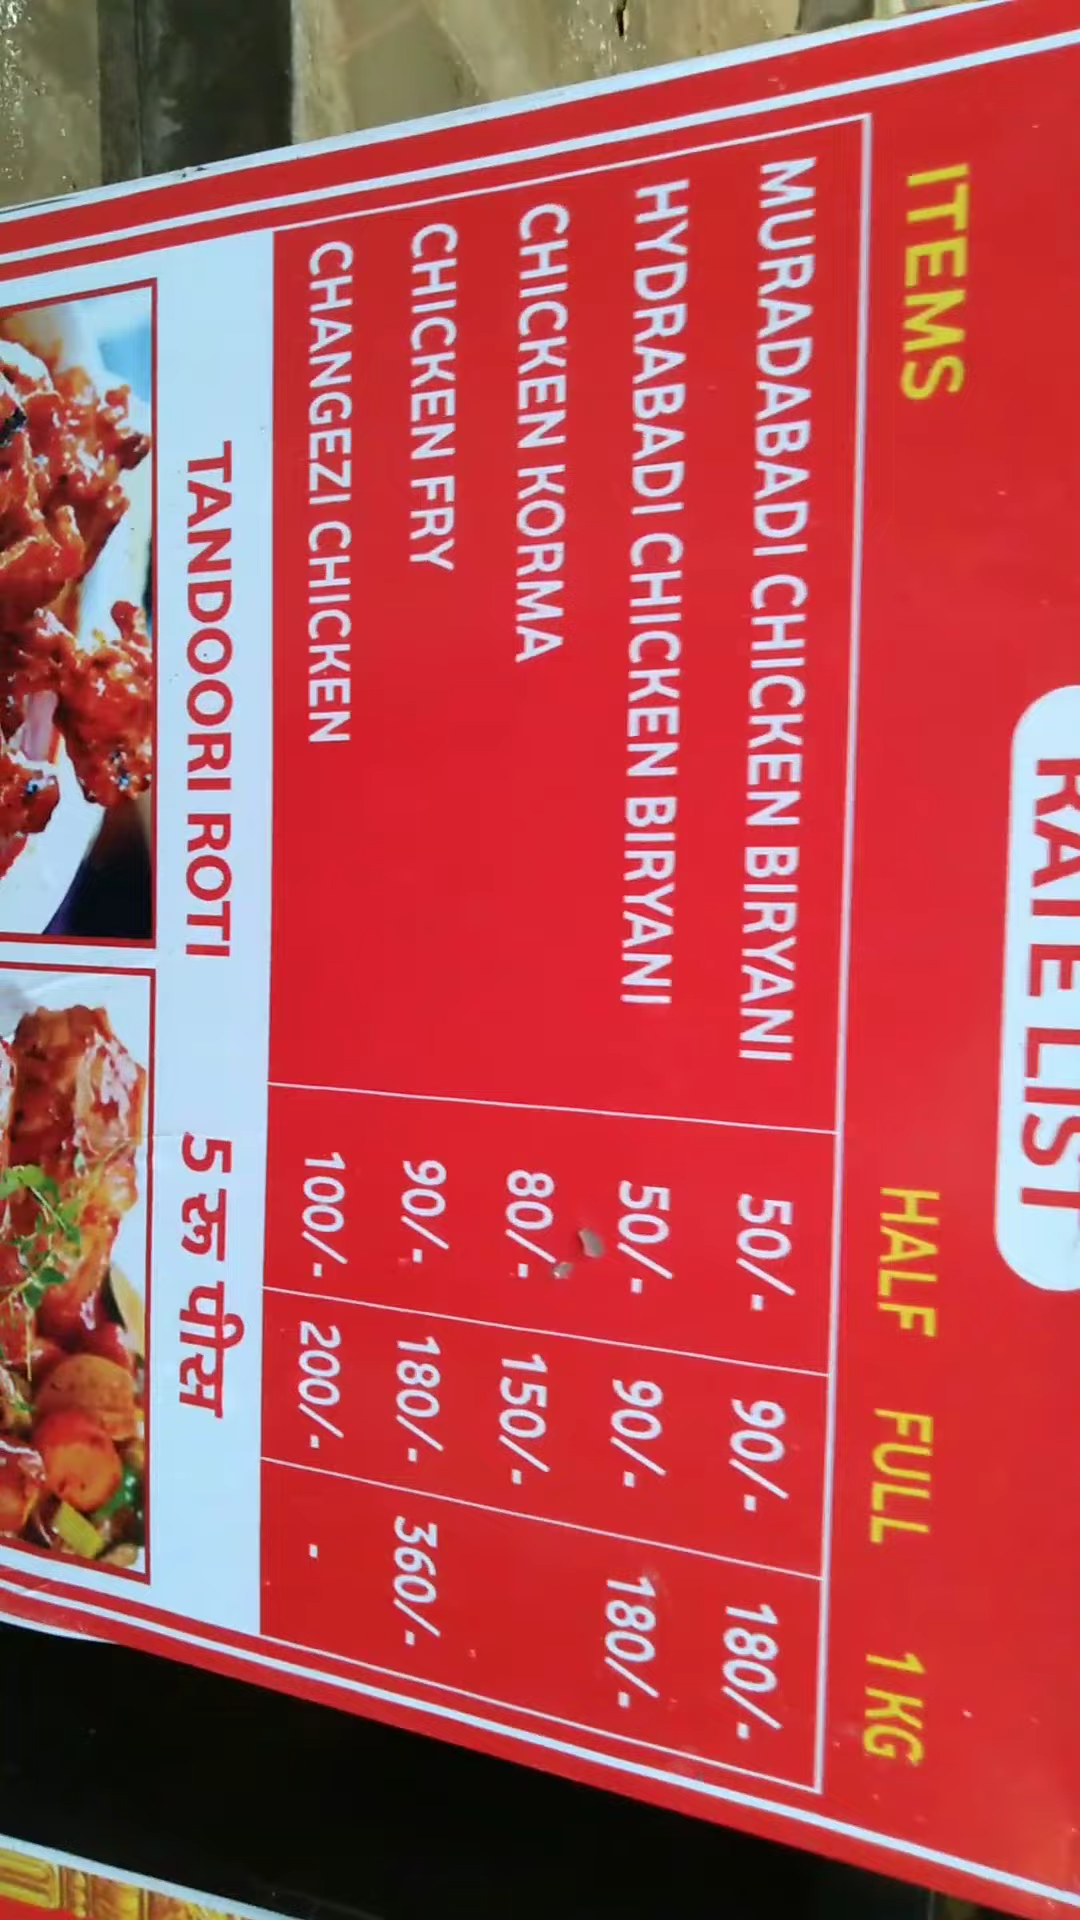 RATE LIST
ITEMS HALF FULL 1 KG
MURADABADI CHICKEN BIRYANI 50/- 90/- 180/-
HYDRABADI CHICKEN BIRYANI 50/- 90/- 180/-
CHICKEN KORMA 80/- 150/-
CHICKEN FRY 90/- 180/- 360/-
CHANGEZI CHICKEN 100/- 200/- -
TANDOORI ROTI 5 रू पीस